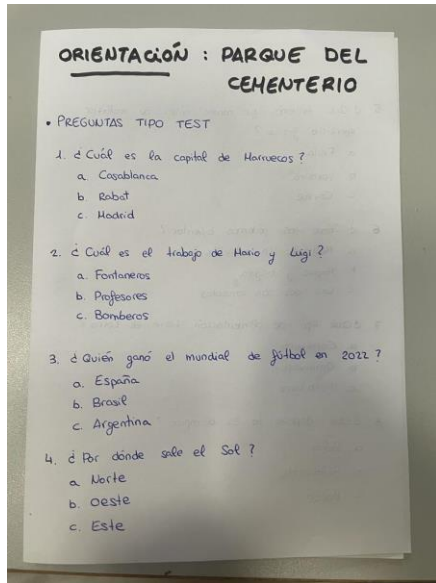 ORIENTACIÓN : PARQUE DEL
CEMENTERIO
• PREGUNTAS TIPO TEST
1. ¿Cuál es la capital de Marruecos?
a. Casablanca
b. Rabat
c. Madrid
2. ¿Cuál es el trabajo de Mario y Luigi?
a. Fontaneros
b. Profesores
c. Bomberos
3. ¿Quién ganó el mundial de fútbol en 2022?
a. España
b. Brasil
c. Argentina
4. ¿Por dónde sale el Sol?
a Norte
b. Oeste
c. Este